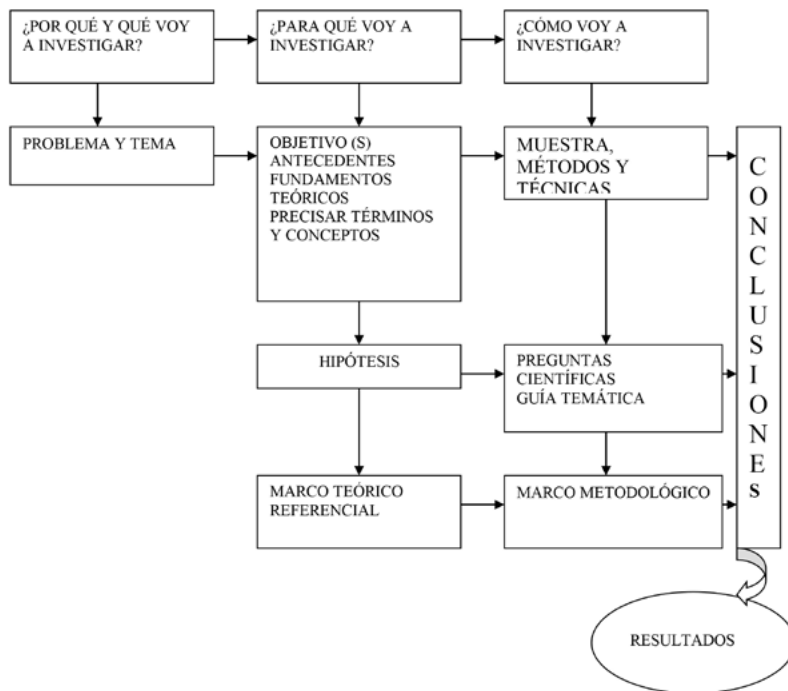 ¿POR QUÉ Y QUÉ VOY
A INVESTIGAR?
¿PARA QUÉ VOY A
INVESTIGAR?
¿CÓMO VOY A
INVESTIGAR?
PROBLEMA Y TEMA
OBJETIVO (S)
ANTECEDENTES
FUNDAMENTOS
TEÓRICOS
PRECISAR TÉRMINOS
Y CONCEPTOS
MUESTRA,
MÉTODOS Y
TÉCNICAS
CONCLUSIONEs
HIPÓTESIS
PREGUNTAS
CIENTÍFICAS
GUÍA TEMÁTICA
MARCO TEÓRICO
REFERENCIAL
MARCO METODOLÓGICO
RESULTADOS